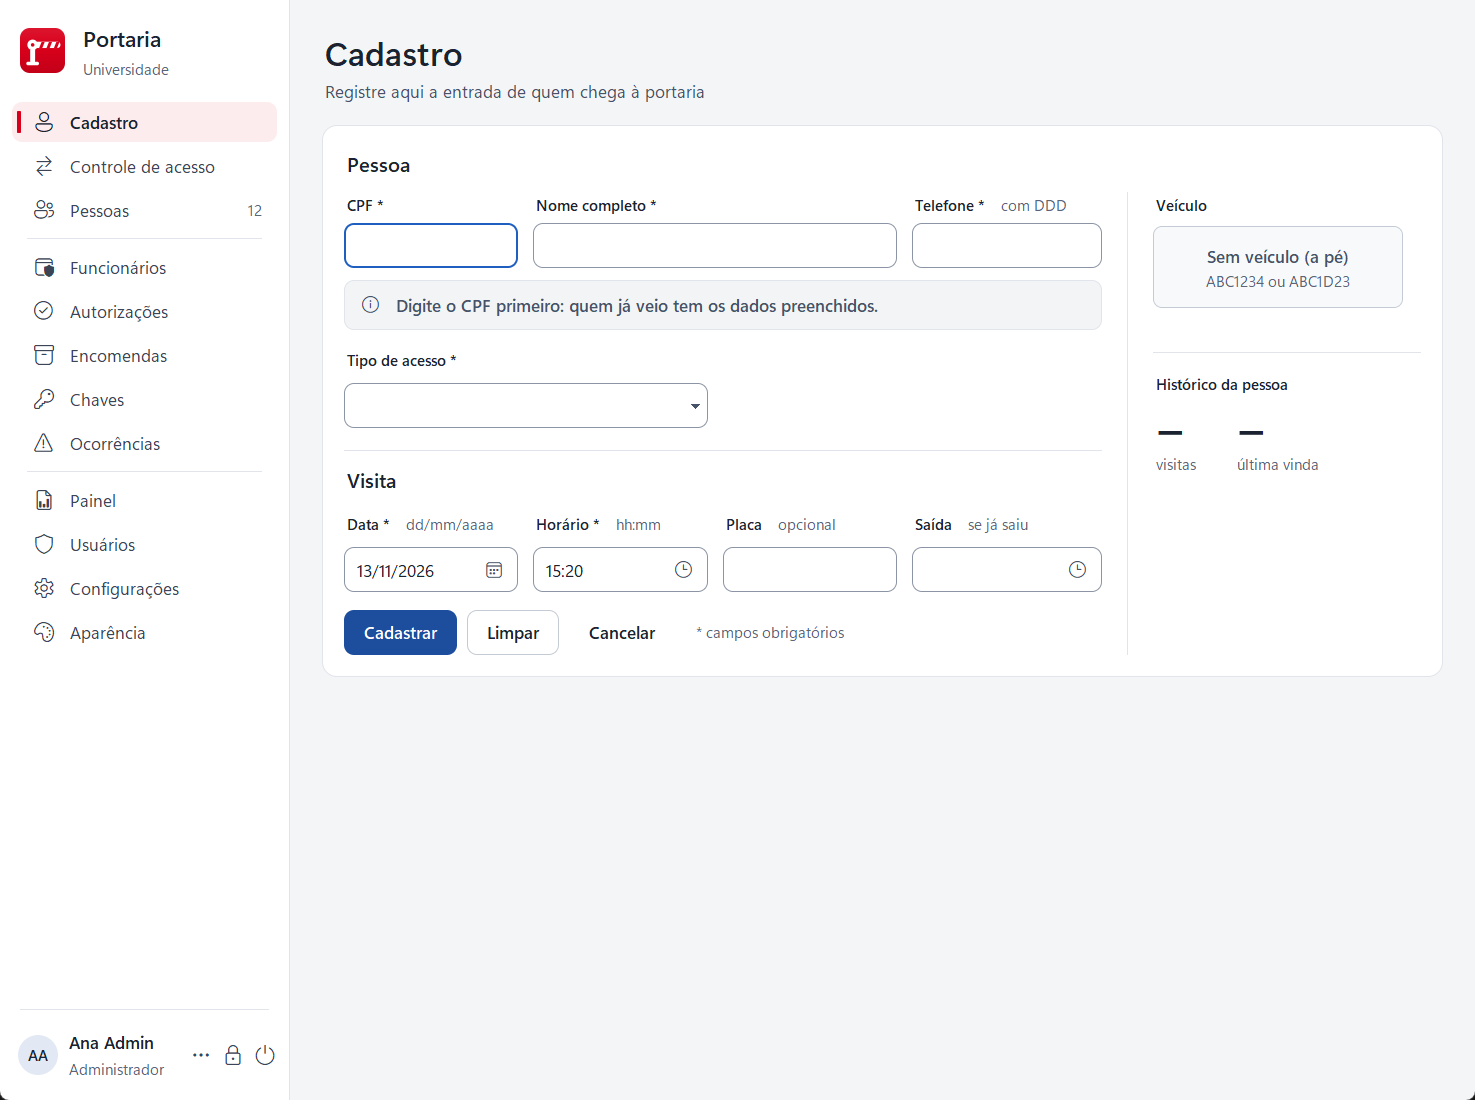 Portaria
Universidade
Cadastro
Controle de acesso
Pessoas 12
Funcionários
Autorizações
Encomendas
Chaves
Ocorrências
Painel
Usuários
Configurações
Aparência
AA
Ana Admin
Administrador
Cadastro
Registre aqui a entrada de quem chega à portaria
Pessoa
CPF * Nome completo * Telefone * com DDD
Digite o CPF primeiro: quem já veio tem os dados preenchidos.
Tipo de acesso *
Visita
Data * dd/mm/aaaa Horário * hh:mm Placa opcional Saída se já saiu
13/11/2026 15:20
Cadastrar Limpar Cancelar * campos obrigatórios
Veículo
Sem veículo (a pé)
ABC1234 ou ABC1D23
Histórico da pessoa
— —
visitas última vinda